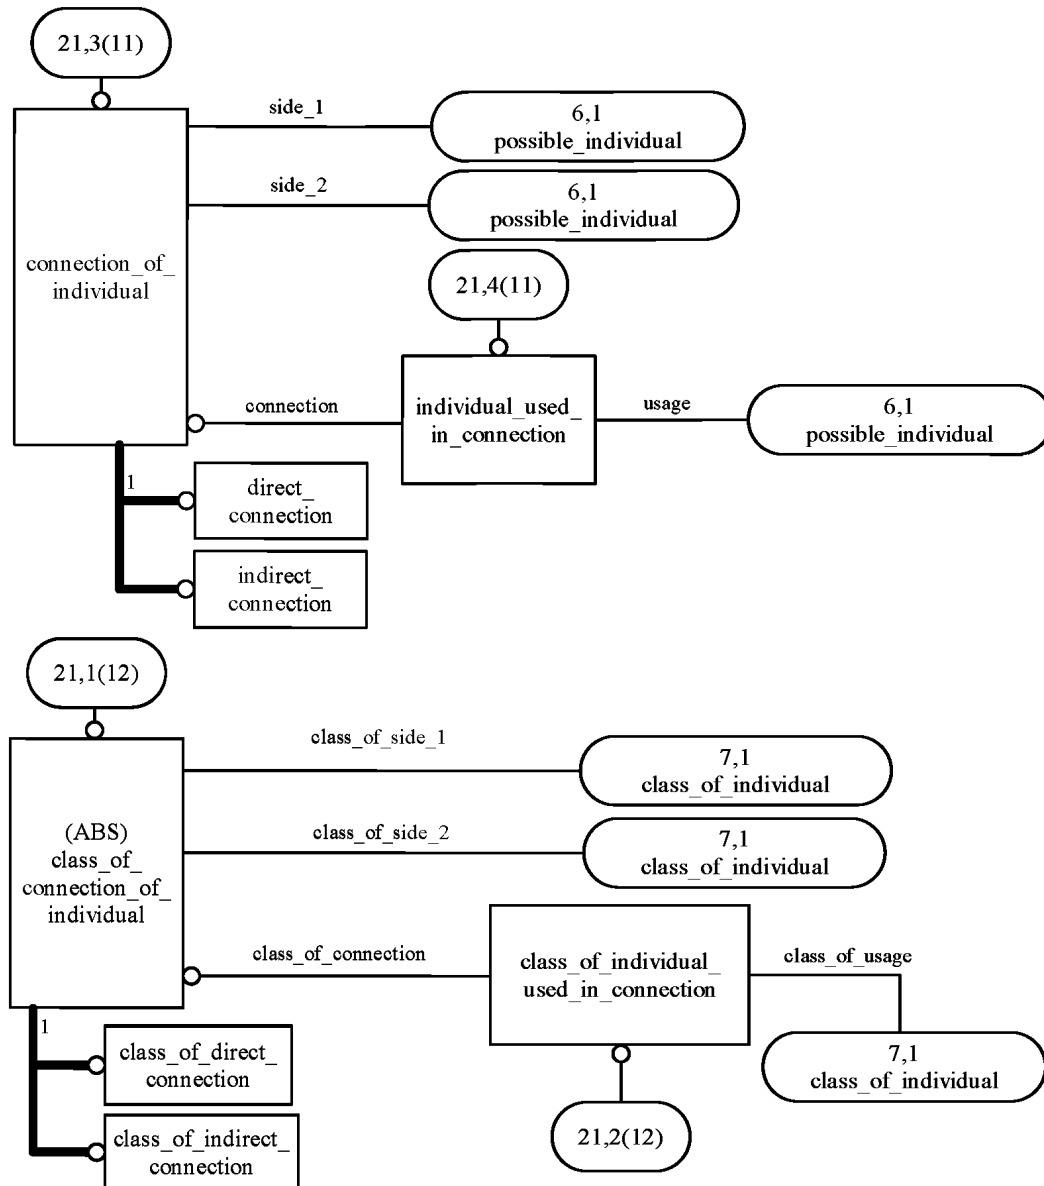 21,3(11)
side_1
6,1
possible_individual
side_2
6,1
possible_individual
connection_of_
individual
21,4(11)
connection
individual_used_
in_connection
usage
6,1
possible_individual
1
direct_
connection
indirect_
connection
21,1(12)
class_of_side_1
7,1
class_of_individual
(ABS)
class_of_
connection_of_
individual
class_of_side_2
7,1
class_of_individual
class_of_connection
class_of_individual_
used_in_connection
class_of_usage
7,1
class_of_individual
1
class_of_direct_
connection
class_of_indirect_
connection
21,2(12)